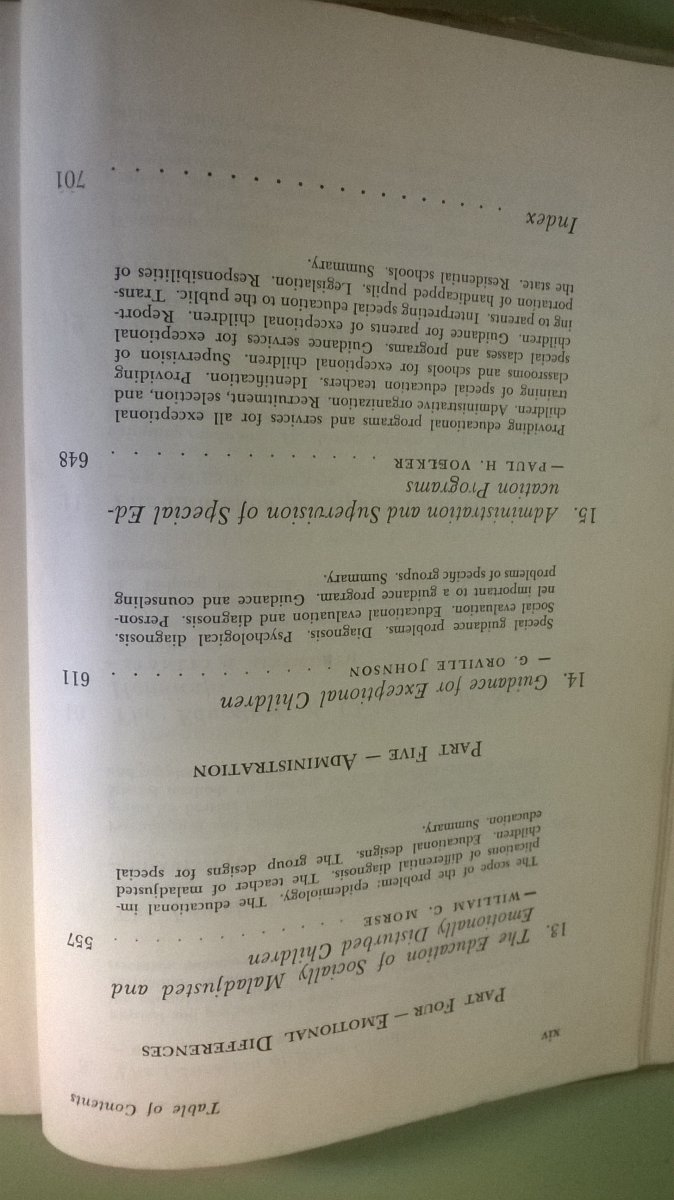 xiv
Table of Contents
PART FOUR — EMOTIONAL DIFFERENCES
13. The Education of Socially Maladjusted and
Emotionally Disturbed Children
—WILLIAM C. MORSE . . . . . . . . . . 557
The scope of the problem; epidemiology. The educational im-
plications of differential diagnosis. The teacher of maladjusted
children. Educational designs. The group designs for special
education. Summary.
PART FIVE — ADMINISTRATION
14. Guidance for Exceptional Children
— G. ORVILLE JOHNSON . . . . . . . . . . 611
Special guidance problems. Diagnosis. Psychological diagnosis.
Social evaluation. Educational evaluation and diagnosis. Person-
nel important to a guidance program. Guidance and counseling
problems of specific groups. Summary.
15. Administration and Supervision of Special Ed-
ucation Programs
—PAUL H. VOELKER . . . . . . . . . . . 648
Providing educational programs and services for all exceptional
children. Administrative organization. Recruitment, selection, and
training of special education teachers. Identification. Providing
classrooms and schools for exceptional children. Supervision of
special classes and programs. Guidance services for exceptional
children. Guidance for parents of exceptional children. Report-
ing to parents. Interpreting special education to the public. Trans-
portation of handicapped pupils. Legislation. Responsibilities of
the state. Residential schools. Summary.
Index . . . . . . . . . . . . . . . . . 701